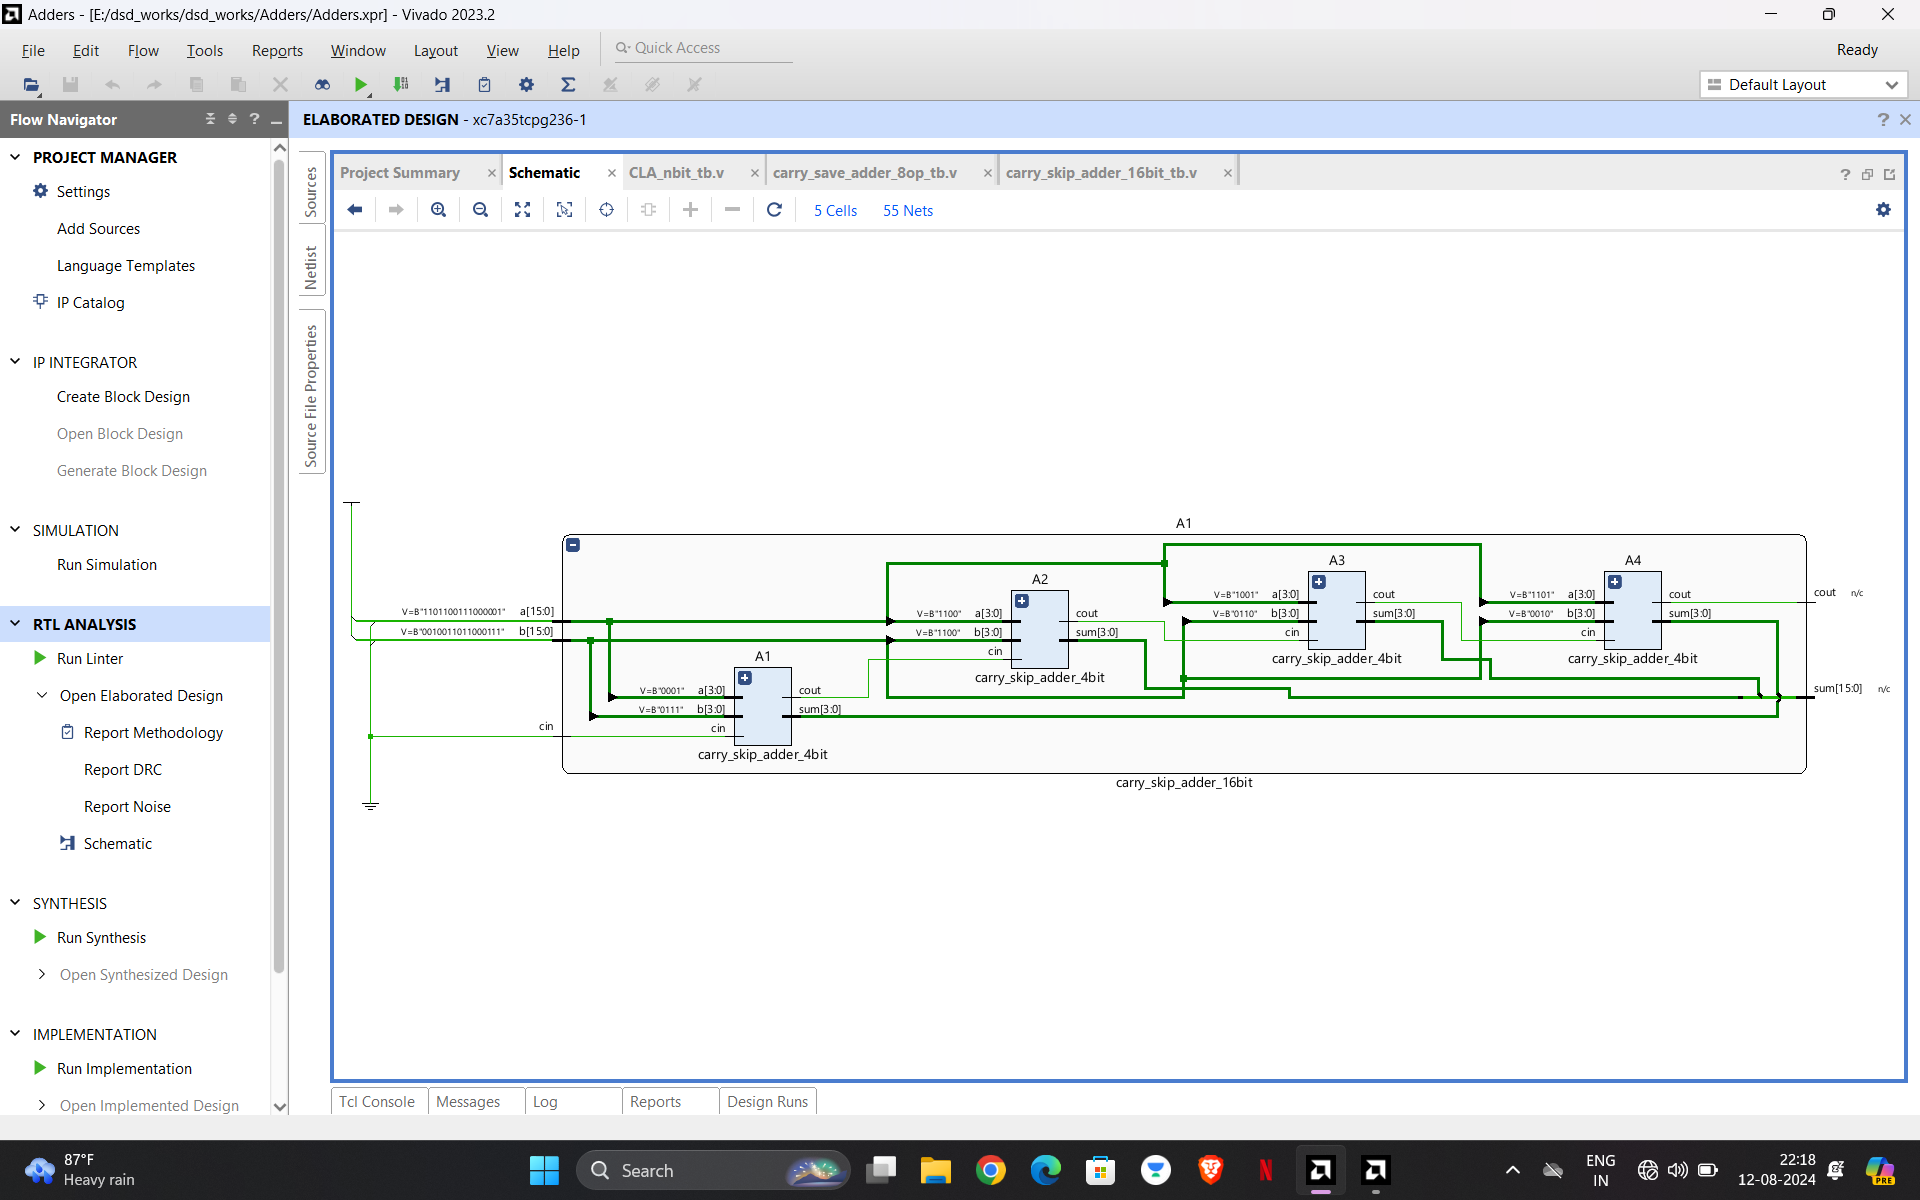 Adders - [E:/dsd_works/dsd_works/Adders/Adders.xpr] - Vivado 2023.2
File Edit Flow Tools Reports Window Layout View Help Quick Access
Ready
Default Layout
Flow Navigator
ELABORATED DESIGN - xc7a35tcpg236-1
PROJECT MANAGER
Settings
Add Sources
Language Templates
IP Catalog
IP INTEGRATOR
Create Block Design
Open Block Design
Generate Block Design
SIMULATION
Run Simulation
RTL ANALYSIS
Run Linter
Open Elaborated Design
Report Methodology
Report DRC
Report Noise
Schematic
SYNTHESIS
Run Synthesis
Open Synthesized Design
IMPLEMENTATION
Run Implementation
Open Implemented Design
Sources
Netlist
Source File Properties
Project Summary Schematic CLA_nbit_tb.v carry_save_adder_8op_tb.v carry_skip_adder_16bit_tb.v
5 Cells 55 Nets
A1
V=B"1101100111000001" a[15:0]
V=B"0010011011000111" b[15:0]
cin
A1
V=B"0001" a[3:0]
V=B"0111" b[3:0]
cin
cout
sum[3:0]
carry_skip_adder_4bit
A2
V=B"1100" a[3:0]
V=B"1100" b[3:0]
cin
cout
sum[3:0]
carry_skip_adder_4bit
A3
V=B"1001" a[3:0]
V=B"0110" b[3:0]
cin
cout
sum[3:0]
carry_skip_adder_4bit
A4
V=B"1101" a[3:0]
V=B"0010" b[3:0]
cin
cout
sum[3:0]
carry_skip_adder_4bit
cout n/c
sum[15:0] n/c
carry_skip_adder_16bit
Tcl Console Messages Log Reports Design Runs
87°F
Heavy rain
Search
ENG
IN
22:18
12-08-2024
PRE